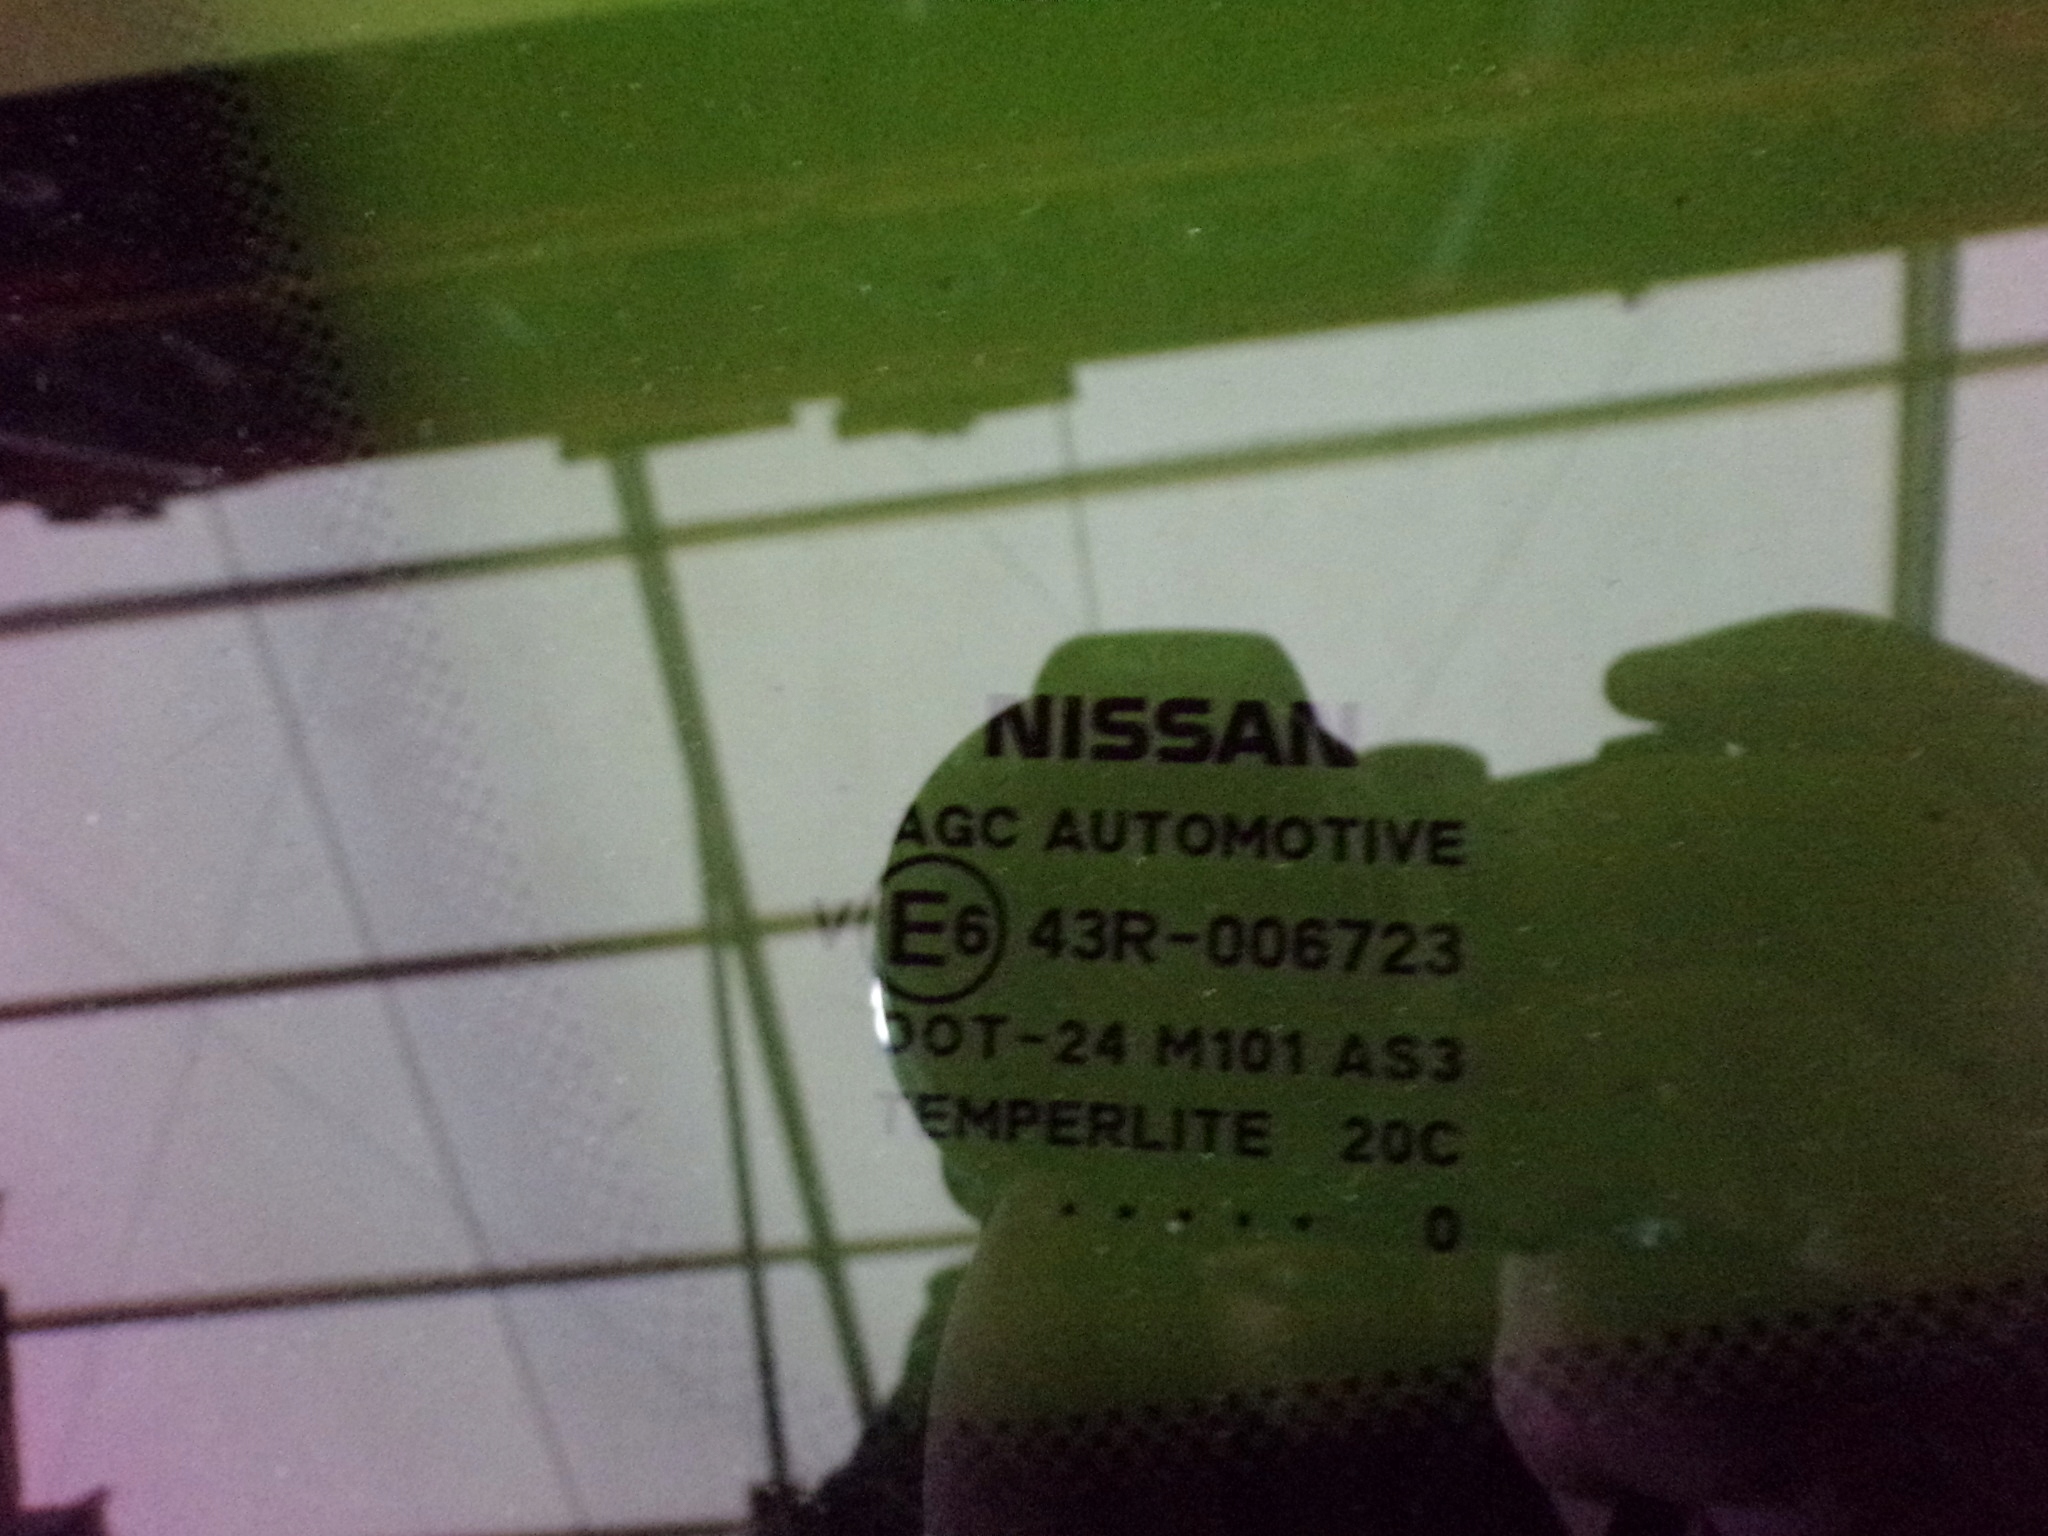 NISSAN
AGC AUTOMOTIVE
E6 43R-006723
DOT-24 M101 AS3
TEMPERLITE 20C
..... 0